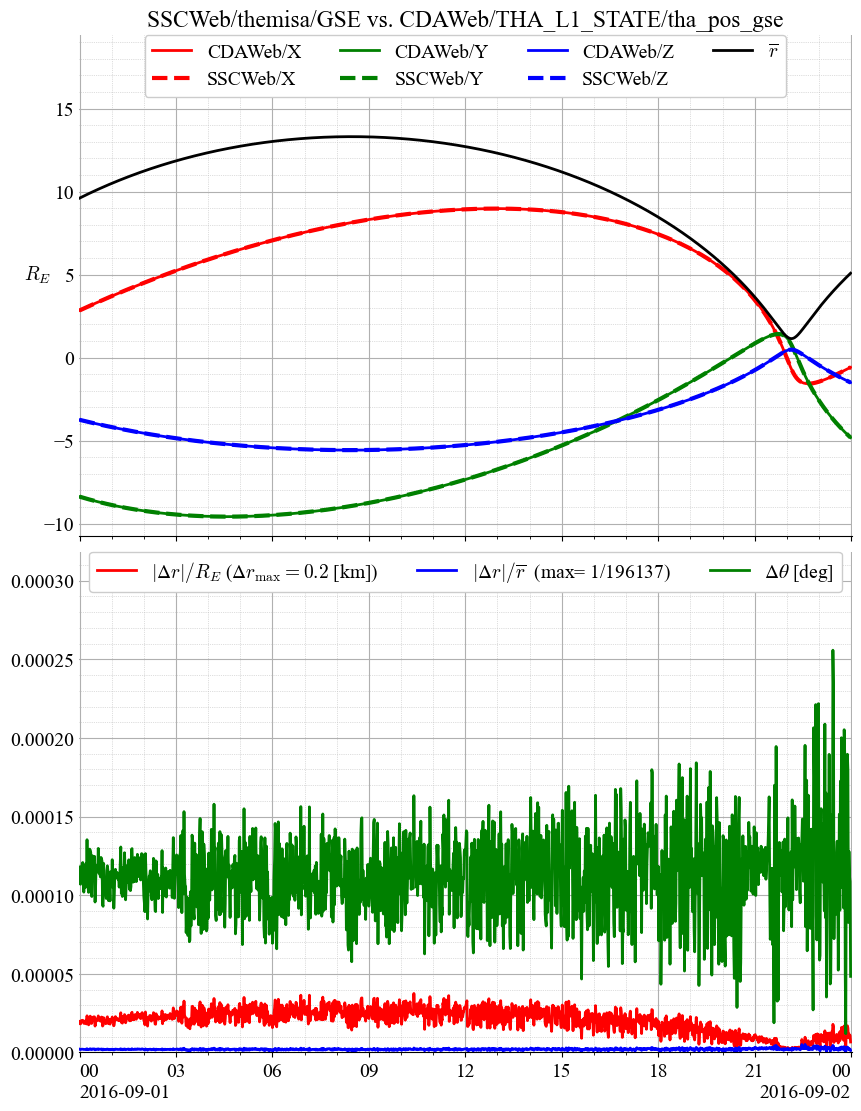 SSCWeb/themisa/GSE vs. CDAWeb/THA_L1_STATE/tha_pos_gse
CDAWeb/X CDAWeb/Y CDAWeb/Z r̅
SSCWeb/X SSCWeb/Y SSCWeb/Z
15
10
R_E 5
0
−5
−10
|Δr|/R_E (Δr_max = 0.2 [km]) |Δr|/r̅ (max= 1/196137) Δθ [deg]
0.00030
0.00025
0.00020
0.00015
0.00010
0.00005
0.00000
00 03 06 09 12 15 18 21 00
2016-09-01 2016-09-02